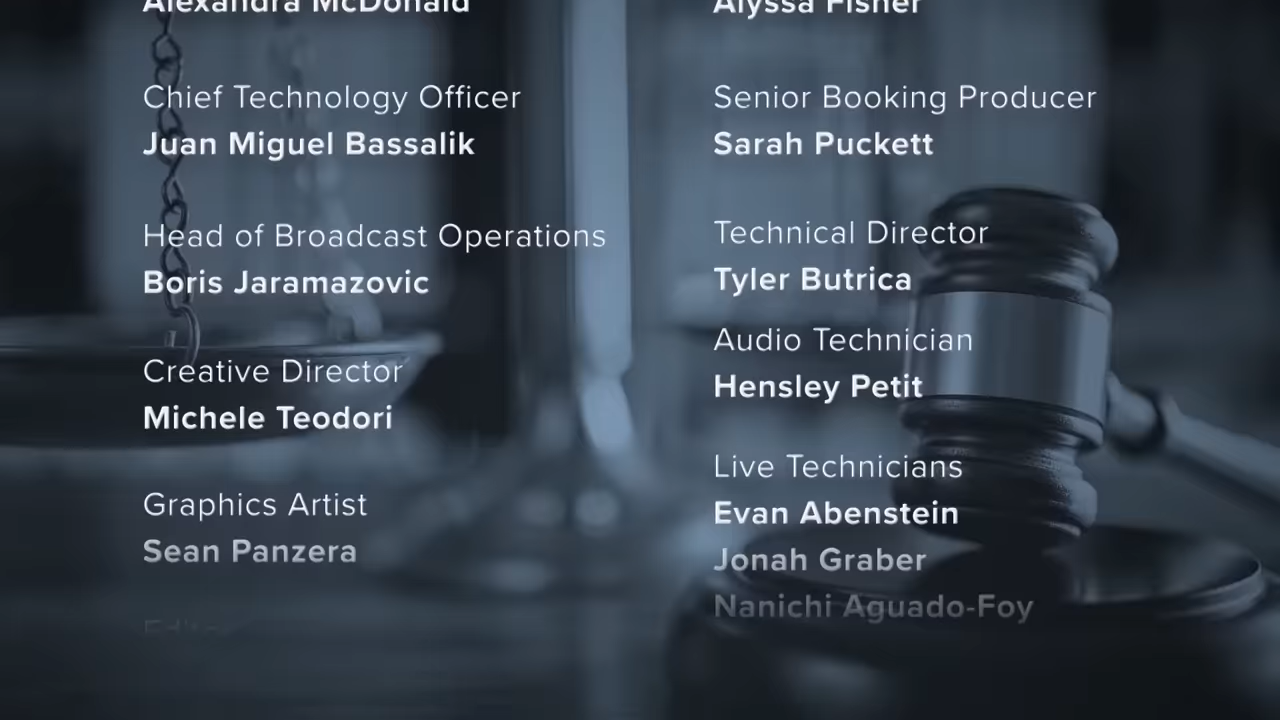 Alexandra McDonald
Chief Technology Officer
Juan Miguel Bassalik
Head of Broadcast Operations
Boris Jaramazovic
Creative Director
Michele Teodori
Graphics Artist
Sean Panzera
Editor
Alyssa Fisher
Senior Booking Producer
Sarah Puckett
Technical Director
Tyler Butrica
Audio Technician
Hensley Petit
Live Technicians
Evan Abenstein
Jonah Graber
Nanichi Aguado-Foy